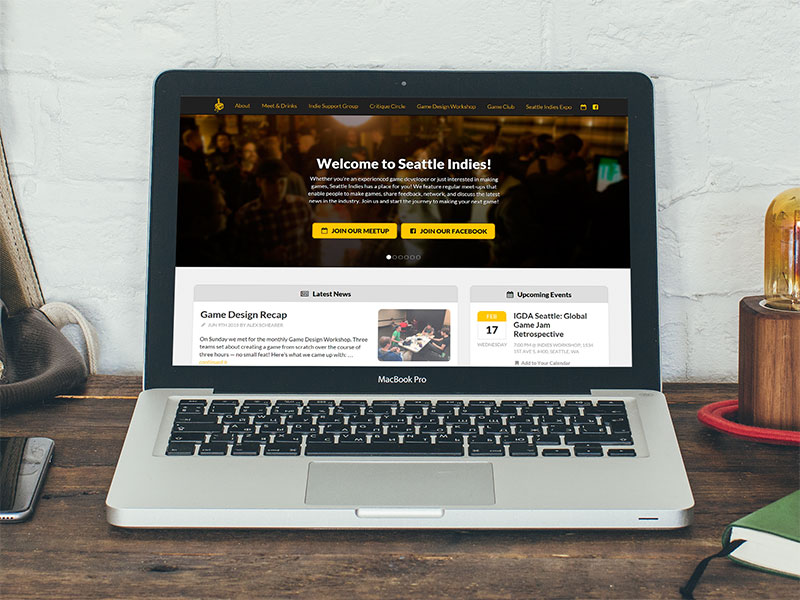 About Meet & Drinks Indie Support Group Critique Circle Game Design Workshop Game Club Seattle Indies Expo
Welcome to Seattle Indies!
Whether you're an experienced game developer or just interested in making
games, Seattle Indies has a place for you! We feature regular meet-ups that
enable people to make games, share feedback, network, and discuss the latest
news in the industry. Join us and start the journey to making your next game!
JOIN OUR MEETUP JOIN OUR FACEBOOK
Latest News
Game Design Recap
BY ALEX SCHEARER
On Sunday we met for the monthly Game Design Workshop. Three
teams set about creating a game from scratch over the course of
three hours — no small feat! Here's what we came up with: ...
Upcoming Events
FEB
17
WEDNESDAY
IGDA Seattle: Global
Game Jam
Retrospective
7:00 PM @ INDIES WORKSHOP, 1434
1ST AVE S, #400, SEATTLE, WA
Add to Your Calendar
MacBook Pro